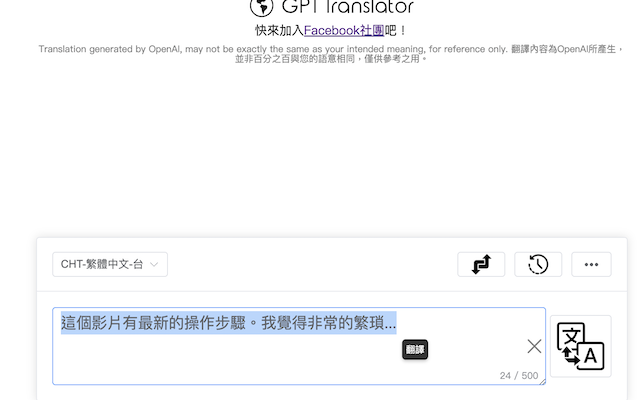 GPT Translator
快來加入Facebook社團吧！
Translation generated by OpenAI, may not be exactly the same as your intended meaning, for reference only. 翻譯內容為OpenAI所產生，
並非百分之百與您的語意相同，僅供參考之用。
CHT-繁體中文-台
這個影片有最新的操作步驟。我覺得非常的繁瑣...
翻譯
文
A
24 / 500